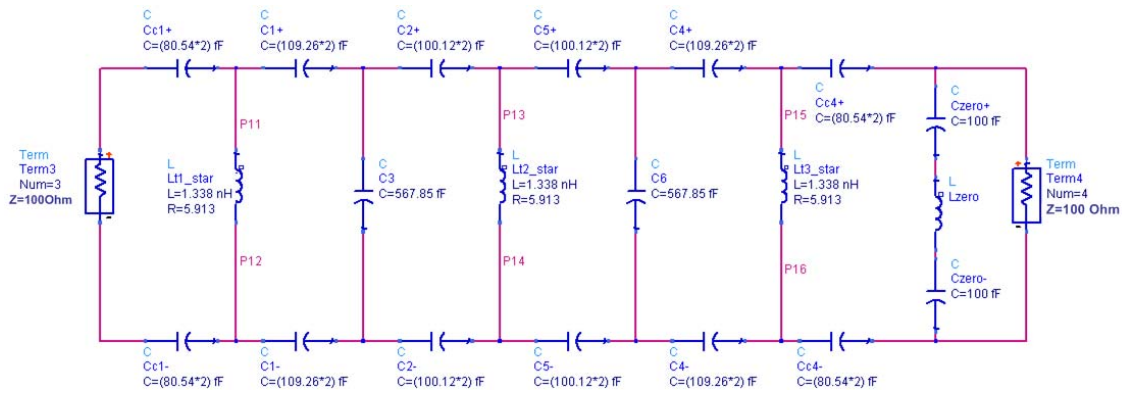 C
Cc1+
C=(80.54*2) fF
C
C1+
C=(109.26*2) fF
C
C2+
C=(100.12*2) fF
C
C5+
C=(100.12*2) fF
C
C4+
C=(109.26*2) fF
C
Cc4+
C=(80.54*2) fF
C
Czero+
C=100 fF
P11
P13
P15
Term
Term3
Num=3
Z=100Ohm
L
Lt1_star
L=1.338 nH
R=5.913
C
C3
C=567.85 fF
L
Lt2_star
L=1.338 nH
R=5.913
C
C6
C=567.85 fF
L
Lt3_star
L=1.338 nH
R=5.913
L
Lzero
Term
Term4
Num=4
Z=100 Ohm
P12
P14
P16
C
Czero-
C=100 fF
C
Cc1-
C=(80.54*2) fF
C
C1-
C=(109.26*2) fF
C
C2-
C=(100.12*2) fF
C
C5-
C=(100.12*2) fF
C
C4-
C=(109.26*2) fF
C
Cc4-
C=(80.54*2) fF